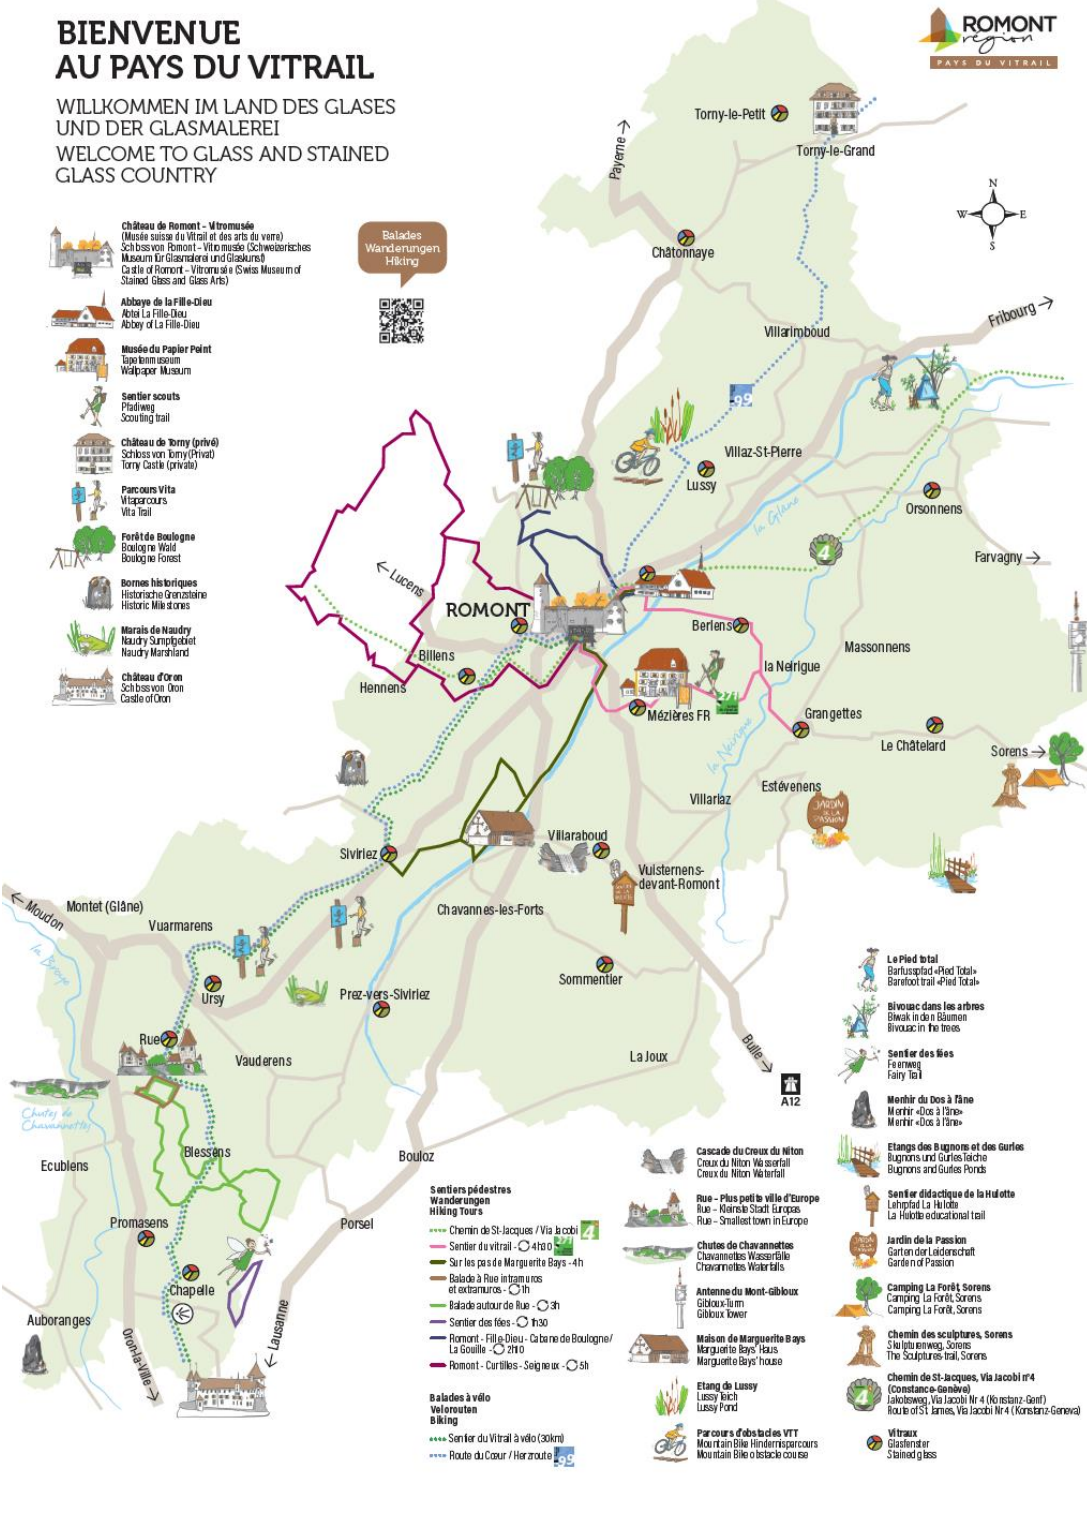 BIENVENUE
AU PAYS DU VITRAIL
WILLKOMMEN IM LAND DES GLASES
UND DER GLASMALEREI
WELCOME TO GLASS AND STAINED
GLASS COUNTRY
ROMONT
région
PAYS DU VITRAIL
Château de Romont – Vitromusée
(Musée suisse du Vitrail et des arts du verre)
Schloss von Romont – Vitromusée (Schweizerisches
Museum für Glasmalerei und Glaskunst)
Castle of Romont – Vitromusée (Swiss Museum of
Stained Glass and Glass Arts)
Abbaye de la Fille-Dieu
Abtei La Fille-Dieu
Abbey of La Fille-Dieu
Musée du Papier Peint
Tapetenmuseum
Wallpaper Museum
Sentier scouts
Pfadiweg
Scouting trail
Château de Torny (privé)
Schloss von Torny (Privat)
Torny Castle (private)
Parcours Vita
Vitaparcours
Vita Trail
Forêt de Boulogne
Boulogne Wald
Boulogne Forest
Bornes historiques
Historische Grenzsteine
Historic Milestones
Marais de Naudry
Naudry Sumpfgebiet
Naudry Marshland
Château d'Oron
Schloss von Oron
Castle of Oron
Balades
Wanderungen
Hiking
Torny-le-Petit
Torny-le-Grand
Payerne
N
W E
S
Châtonnaye
Villarimboud
Fribourg
99
Villaz-St-Pierre
Lussy
la Glane
Orsonnens
4
Farvagny
Lucens
ROMONT
Berlens
Massonnens
Billens
Hennens
la Neirigue
Mézières FR
Grangettes
Le Châtelard
Sorens
la Neirigue
Estévenens
Villariaz
JARDIN
DE LA
PASSION
Siviriez
Villaraboud
Vuisternens-
devant-Romont
Chavannes-les-Forts
Montet (Glâne)
Moudon
Vuarmarens
la Broye
Sommentier
Ursy
Prez-vers-Siviriez
Rue
Vauderens
La Joux
Bulle
A12
Chutes de
Chavannettes
Blessens
Ecublens
Bouloz
Promasens
Porsel
Chapelle
Auboranges
Oron-la-Ville
Lausanne
Sentiers pédestres
Wanderungen
Hiking Tours
Chemin de St-Jacques / Via Jacobi 4
Sentier du vitrail - 4h30
Sur les pas de Marguerite Bays - 4h
Balade à Rue intramuros
et extramuros - 1h
Balade autour de Rue - 3h
Sentier des fées - 1h30
Romont - Fille-Dieu - Cabane de Boulogne /
La Gouille - 2h10
Romont - Curtilles - Seigneux - 5h
Balades à vélo
Velorouten
Biking
Sentier du Vitrail à vélo (30km)
Route du Cœur / Herzroute 99
Cascade du Creux du Niton
Creux du Niton Wasserfall
Creux du Niton Waterfall
Rue – Plus petite ville d'Europe
Rue – Kleinste Stadt Europas
Rue – Smallest town in Europe
Chutes de Chavannettes
Chavannettes Wasserfälle
Chavannettes Waterfalls
Antenne du Mont-Gibloux
Gibloux-Turm
Gibloux Tower
Maison de Marguerite Bays
Marguerite Bays' Haus
Marguerite Bays' house
Etang de Lussy
Lussy Teich
Lussy Pond
Parcours d'obstacles VTT
Mountain Bike Hindernisparcours
Mountain Bike obstacle course
Le Pied total
Barfusspfad «Pied Total»
Barefoot trail «Pied Total»
Bivouac dans les arbres
Biwak in den Bäumen
Bivouac in the trees
Sentier des fées
Feenweg
Fairy Trail
Menhir du Dos à l'âne
Menhir «Dos à l'âne»
Menhir «Dos à l'âne»
Etangs des Bugnons et des Gurles
Bugnons und Gurles Teiche
Bugnons and Gurles Ponds
Sentier didactique de la Hulotte
Lehrpfad La Hulotte
La Hulotte educational trail
Jardin de la Passion
Garten der Leidenschaft
Garden of Passion
Camping La Forêt, Sorens
Camping La Forêt, Sorens
Camping La Forêt, Sorens
Chemin des sculptures, Sorens
Skulpturenweg, Sorens
The Sculptures trail, Sorens
Chemin de St-Jacques, Via Jacobi n°4
(Constance-Genève)
Jakobsweg, Via Jacobi Nr 4 (Konstanz-Genf)
Route of St James, Via Jacobi Nr 4 (Konstanz-Geneva)
Vitraux
Glasfenster
Stained glass